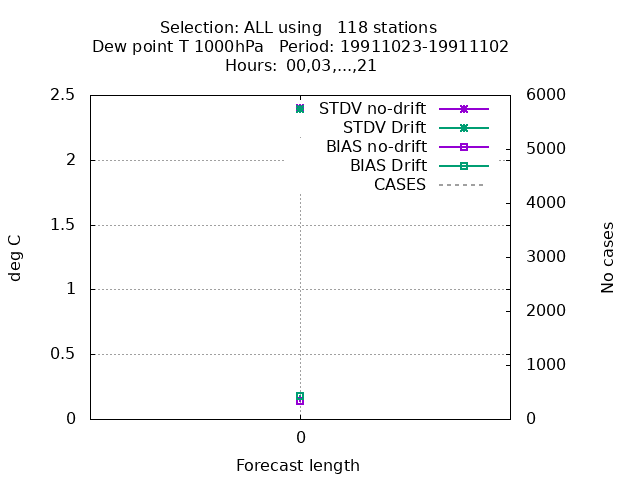 Selection: ALL using   118 stations
Dew point T 1000hPa   Period: 19911023-19911102
Hours:  00,03,...,21
2.5
2
1.5
1
0.5
0
6000
5000
4000
3000
2000
1000
0
STDV no-drift
STDV Drift
BIAS no-drift
BIAS Drift
CASES
deg C
No cases
0
Forecast length